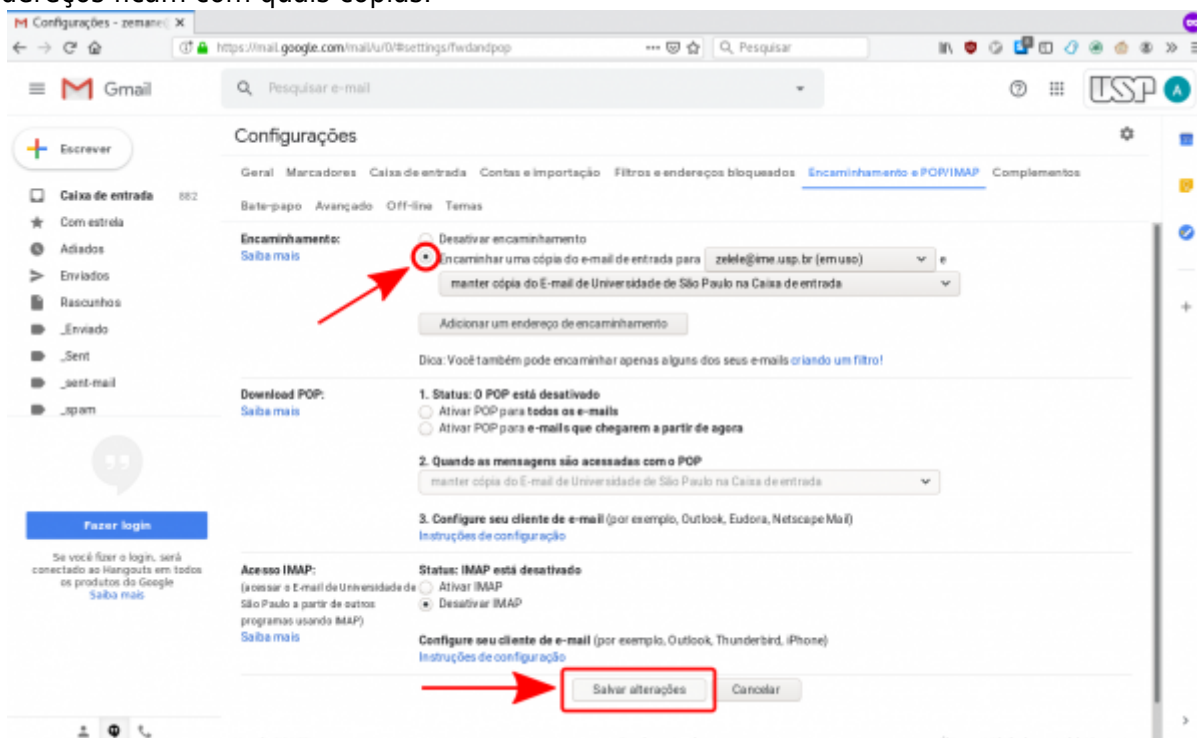 dereços ficam com quais cópias.
Configurações - zemane
https://mail.google.com/mail/u/0/#settings/fwdandpop
Pesquisar
Gmail
Pesquisar e-mail
USP
A
Escrever
Configurações
Geral Marcadores Caixa de entrada Contas e importação Filtros e endereços bloqueados Encaminhamento e POP/IMAP Complementos
Bate-papo Avançado Off-line Temas
Caixa de entrada 882
Com estrela
Adiados
Enviados
Rascunhos
_Enviado
_Sent
_sent-mail
_spam
Fazer login
Se você fizer o login, será
conectado ao Hangouts em todos
os produtos do Google
Saiba mais
Encaminhamento:
Saiba mais
Desativar encaminhamento
Encaminhar uma cópia do e-mail de entrada para zelele@ime.usp.br (em uso) e
manter cópia do E-mail de Universidade de São Paulo na Caixa de entrada
Adicionar um endereço de encaminhamento
Dica: Você também pode encaminhar apenas alguns dos seus e-mails criando um filtro!
Download POP:
Saiba mais
1. Status: O POP está desativado
Ativar POP para todos os e-mails
Ativar POP para e-mails que chegarem a partir de agora
2. Quando as mensagens são acessadas com o POP
manter cópia do E-mail de Universidade de São Paulo na Caixa de entrada
3. Configure seu cliente de e-mail (por exemplo, Outlook, Eudora, Netscape Mail)
Instruções de configuração
Acesso IMAP:
(acessar o E-mail de Universidade de
São Paulo a partir de outros
programas usando IMAP)
Saiba mais
Status: IMAP está desativado
Ativar IMAP
Desativar IMAP
Configure seu cliente de e-mail (por exemplo, Outlook, Thunderbird, iPhone)
Instruções de configuração
Salvar alterações Cancelar